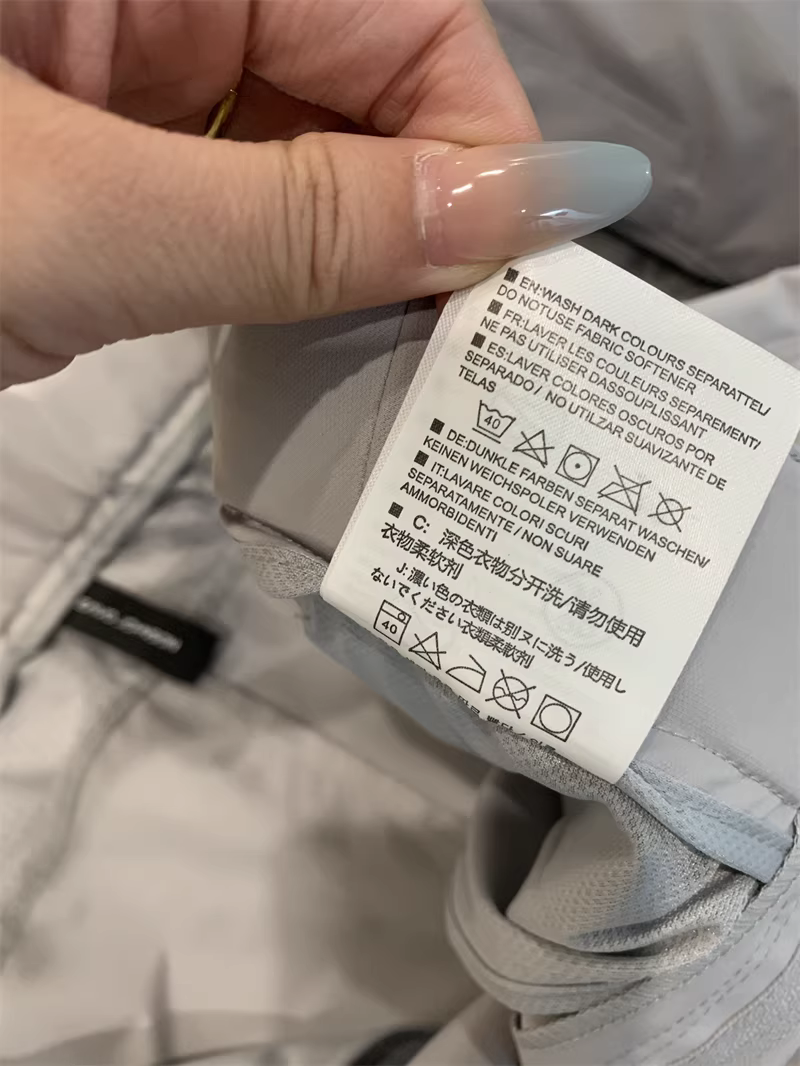 EN:WASH DARK COLOURS SEPARATTEL/
DO NOTUSE FABRIC SOFTENER
FR:LAVER LES COULEURS SEPAREMENT/
NE PAS UTILISER DASSOUPLISSANT
ES:LAVER COLORES OSCUROS POR
SEPARADO / NO UTILZAR SUAVIZANTE DE
TELAS
40
DE:DUNKLE FARBEN SEPARAT WASCHEN/
KEINEN WEICHSPOLER VERWENDEN
IT:LAVARE COLORI SCURI
SEPARATAMENTE / NON SUARE
AMMORBIDENTI
C: 深色衣物分开洗/请勿使用
衣物柔软剂
J:濃い色の衣類は别ヌに洗う/使用し
ないでください衣類柔軟剤
40